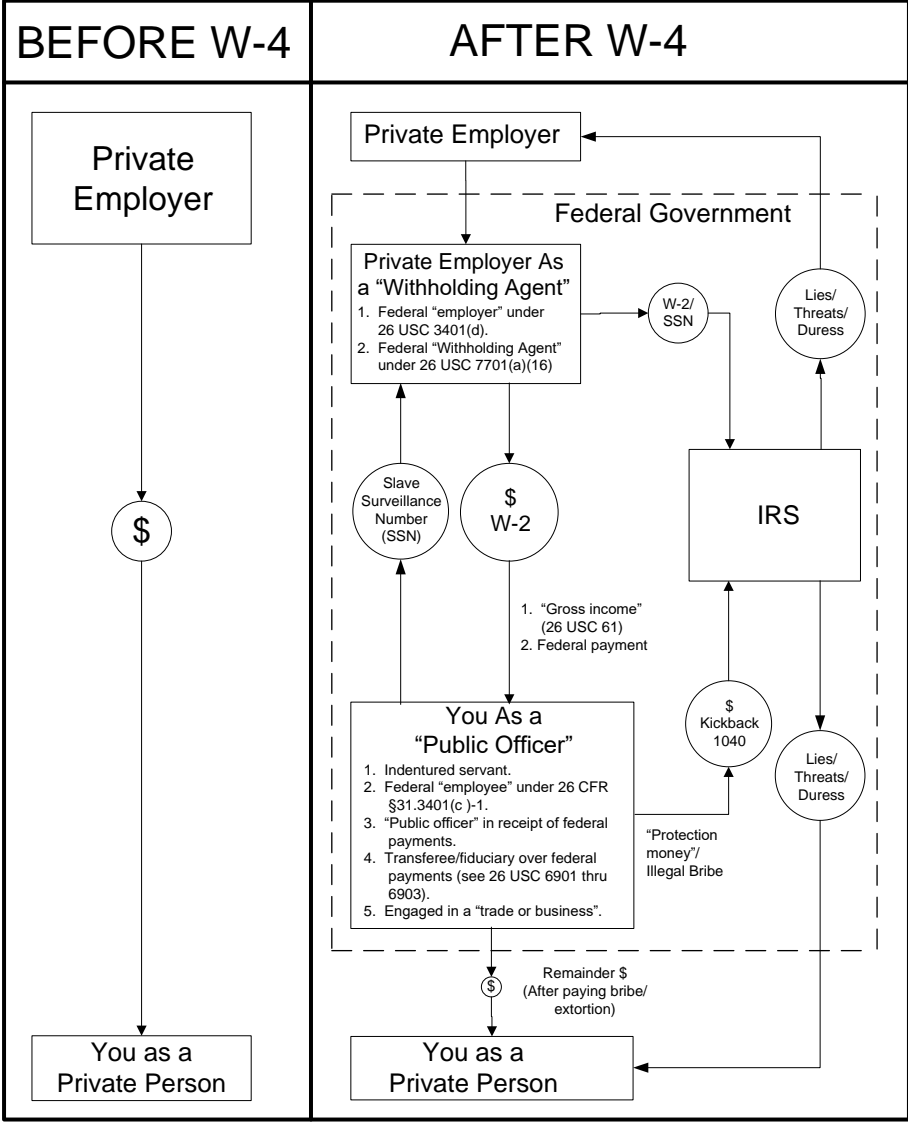 BEFORE W-4
AFTER W-4
Private
Employer
$
You as a
Private Person
Private Employer
Federal Government
Private Employer As
a “Withholding Agent”
1. Federal “employer” under
26 USC 3401(d).
2. Federal “Withholding Agent”
under 26 USC 7701(a)(16)
W-2/
SSN
Lies/
Threats/
Duress
Slave
Surveillance
Number
(SSN)
$
W-2
IRS
1. “Gross income”
(26 USC 61)
2. Federal payment
You As a
“Public Officer”
1. Indentured servant.
2. Federal “employee” under 26 CFR
§31.3401(c )-1.
3. “Public officer” in receipt of federal
payments.
4. Transferee/fiduciary over federal
payments (see 26 USC 6901 thru
6903).
5. Engaged in a “trade or business”.
$
Kickback
1040
Lies/
Threats/
Duress
“Protection
money”/
Illegal Bribe
$
Remainder $
(After paying bribe/
extortion)
You as a
Private Person